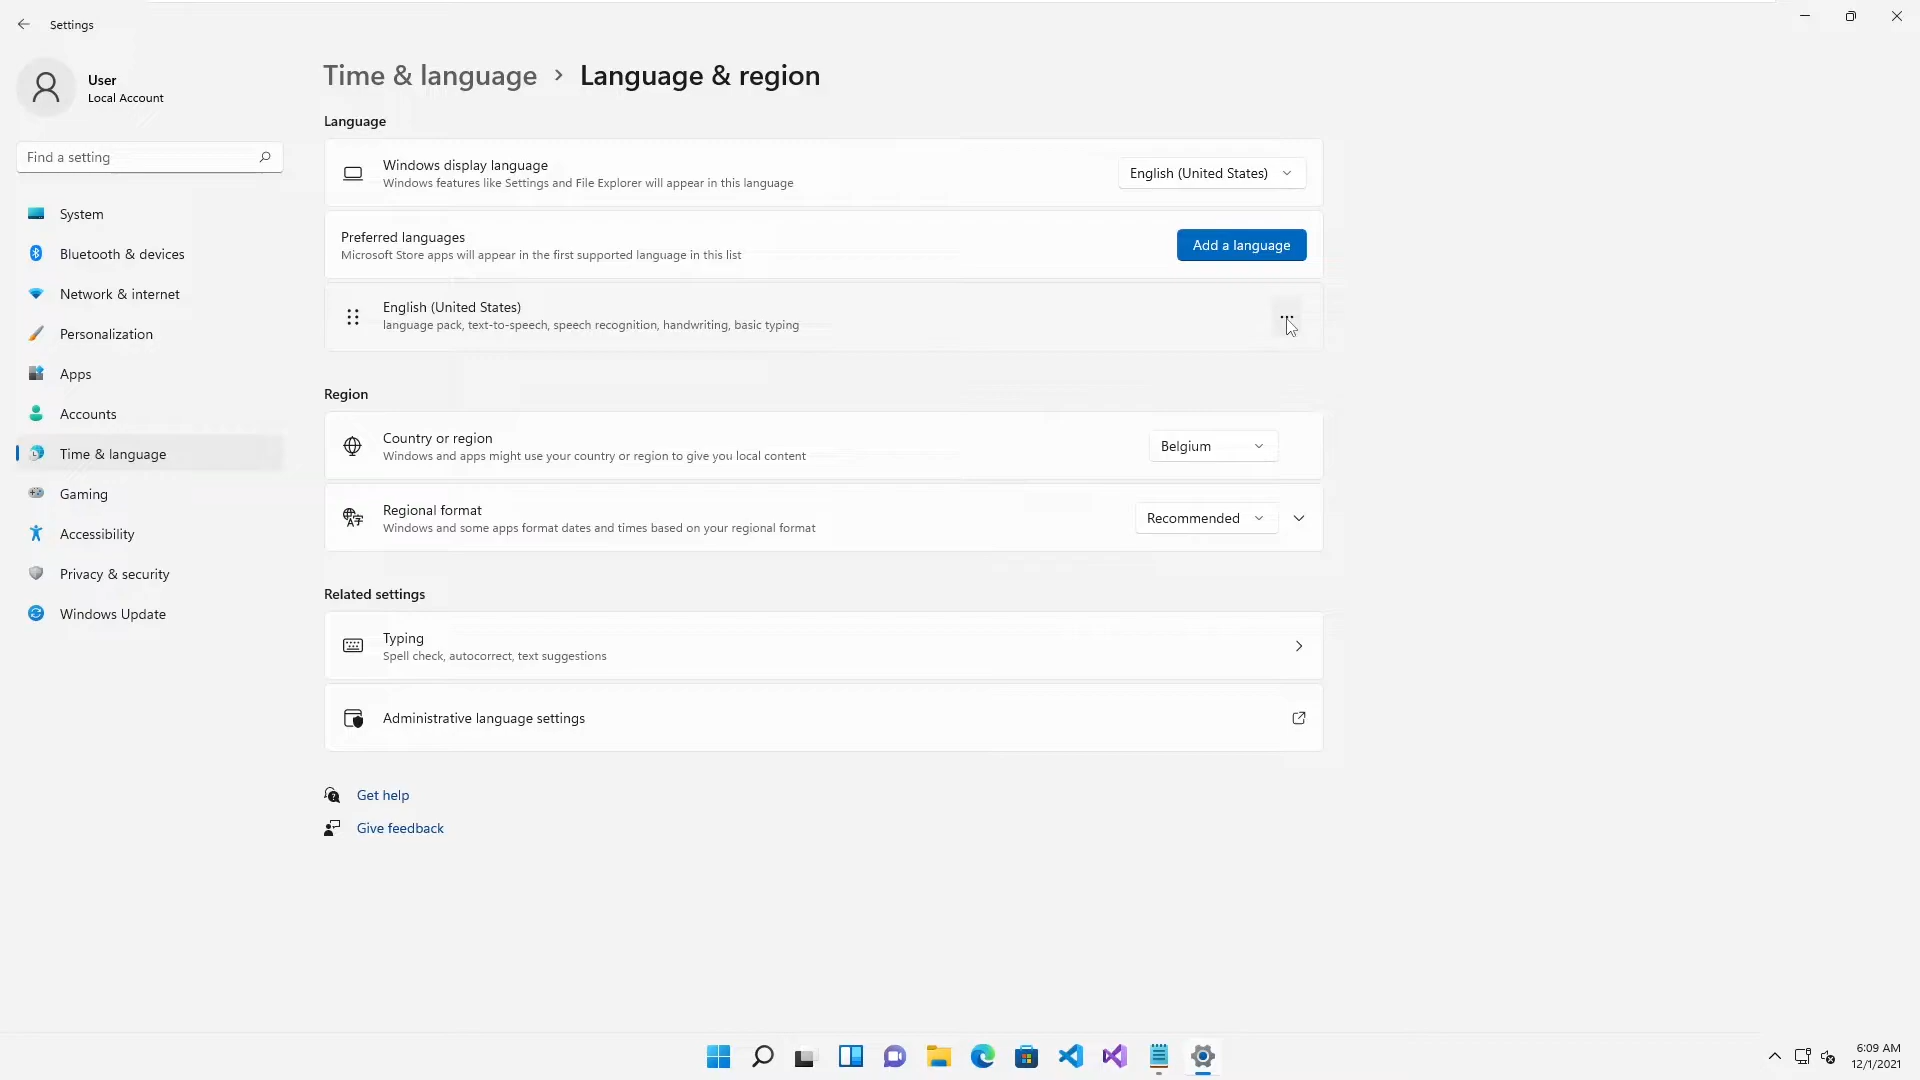 Settings
User
Local Account
Find a setting
System
Bluetooth & devices
Network & internet
Personalization
Apps
Accounts
Time & language
Gaming
Accessibility
Privacy & security
Windows Update
Time & language › Language & region
Language
Windows display language
Windows features like Settings and File Explorer will appear in this language
English (United States)
Preferred languages
Microsoft Store apps will appear in the first supported language in this list
Add a language
English (United States)
language pack, text-to-speech, speech recognition, handwriting, basic typing
Region
Country or region
Windows and apps might use your country or region to give you local content
Belgium
Regional format
Windows and some apps format dates and times based on your regional format
Recommended
Related settings
Typing
Spell check, autocorrect, text suggestions
Administrative language settings
Get help
Give feedback
6:09 AM
12/1/2021